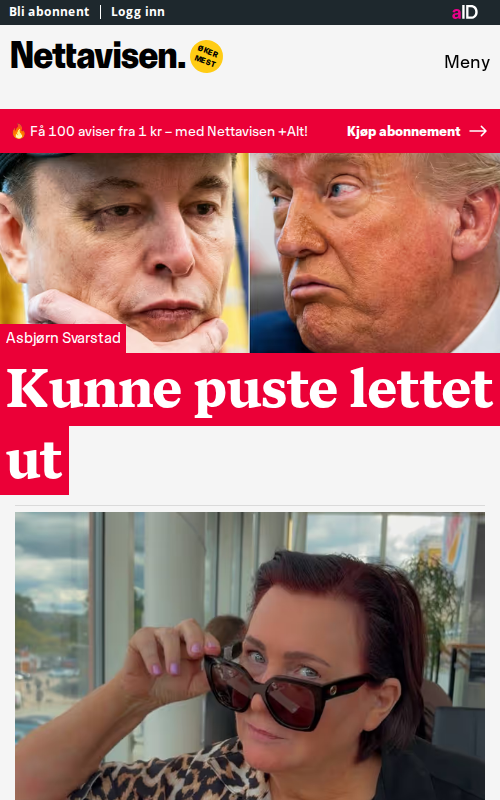 Bli abonnent
Logg inn
aID
Nettavisen.
ØKER
MEST
Meny
🔥 Få 100 aviser fra 1 kr – med Nettavisen +Alt!
Kjøp abonnement →
Asbjørn Svarstad
Kunne puste lettet
ut